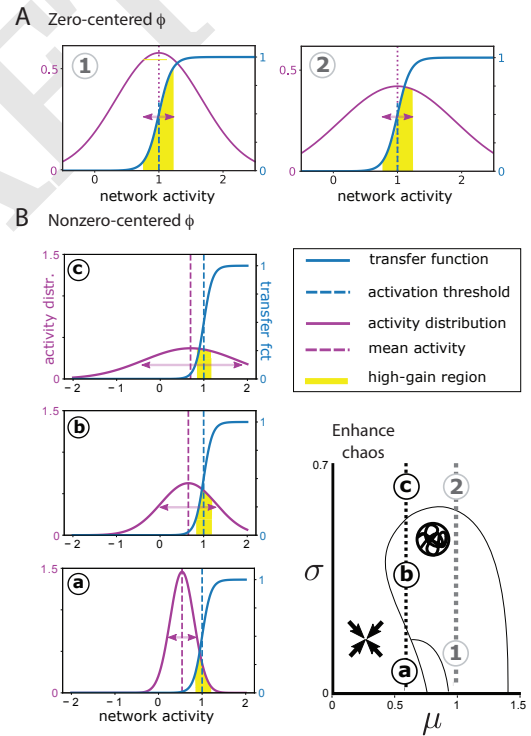 A Zero-centered ϕ
1
2
0.5
0
1
0
0.5
0
1
0
0 1 2
0 1 2
network activity
network activity
B Nonzero-centered ϕ
c
1.5
0
1
0
activity distr.
transfer fct
−2 −1 0 1 2
b
1.5
0
1
0
−2 −1 0 1 2
a
1.5
0
1
0
−2 −1 0 1 2
network activity
transfer function
activation threshold
activity distribution
mean activity
high-gain region
Enhance
chaos
0.7
σ
0
c
2
b
1
a
0.5 1.0 1.5
μ